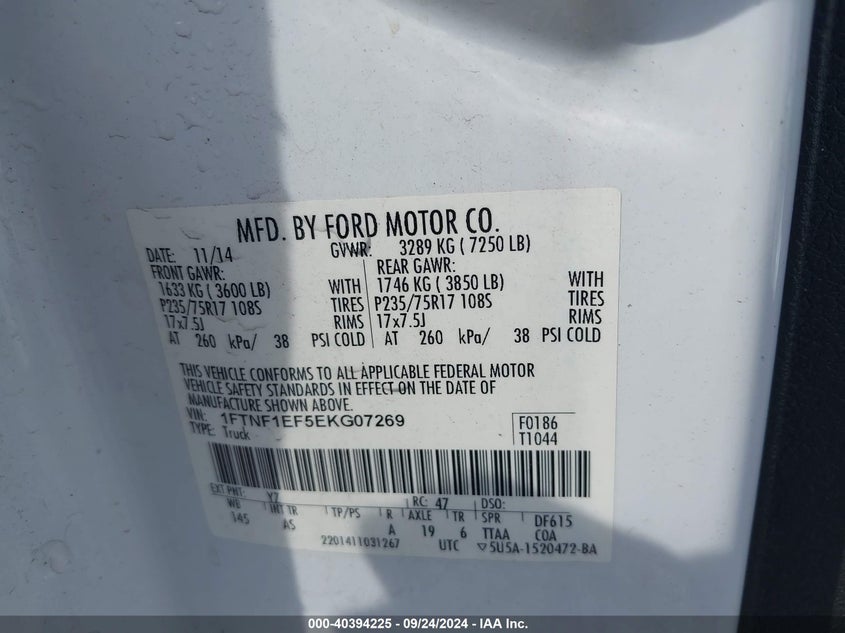 MFD. BY FORD MOTOR CO.
DATE: 11/14 GVWR: 3289 KG ( 7250 LB)
FRONT GAWR: REAR GAWR:
1633 KG ( 3600 LB) WITH 1746 KG ( 3850 LB) WITH
P235/75R17 108S TIRES P235/75R17 108S TIRES
17x7.5J RIMS 17x7.5J RIMS
AT 260 kPa/ 38 PSI COLD AT 260 kPa/ 38 PSI COLD
THIS VEHICLE CONFORMS TO ALL APPLICABLE FEDERAL MOTOR
VEHICLE SAFETY STANDARDS IN EFFECT ON THE DATE OF
MANUFACTURE SHOWN ABOVE.
VIN: 1FTNF1EF5EKG07269 F0186
TYPE: Truck T1044
EXT PNT: YZ RC: 47 DSO:
WB INT TR TP/PS R AXLE TR SPR DF615
145 AS A 19 6 TTAA COA
2201411031267 UTC ▽5U5A-1520472-BA
000-40394225 - 09/24/2024 - IAA Inc.